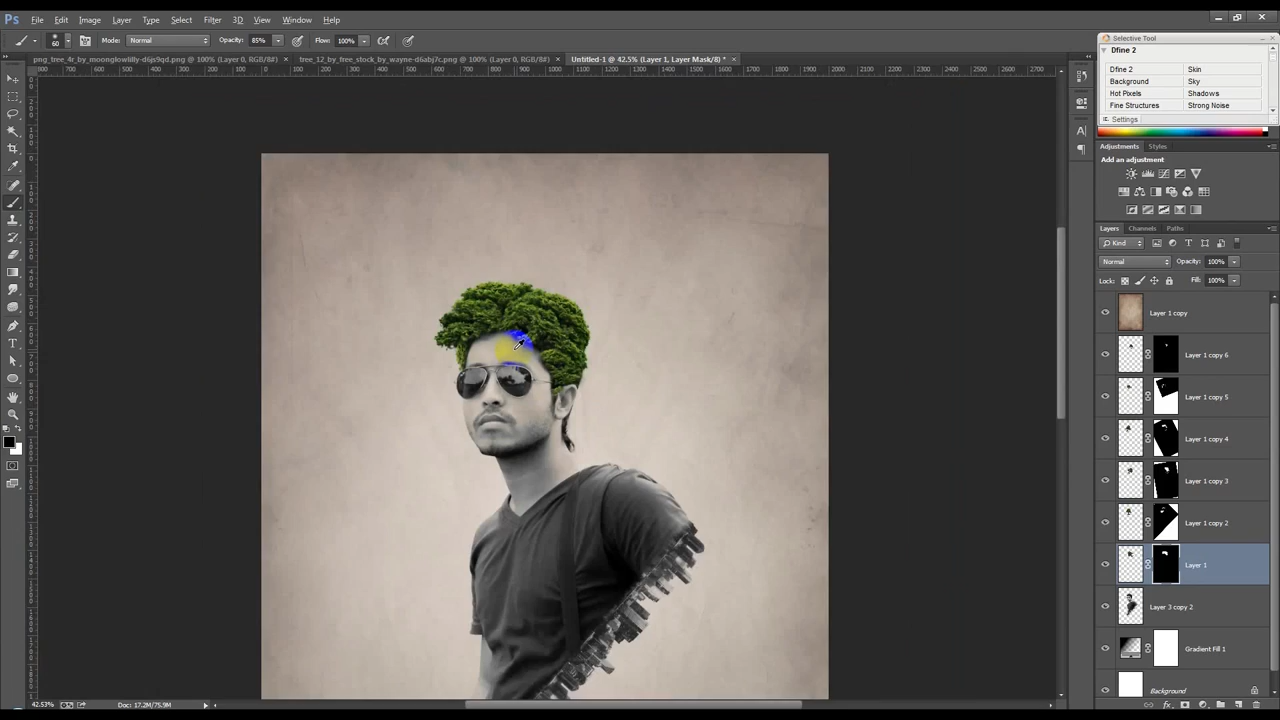 Ps File Edit Image Layer Type Select Filter 3D View Window Help
60 Mode: Normal Opacity: 85% Flow: 100%
png_tree_4r_by_moonglowlilly-d6js9qd.png @ 100% (Layer 0, RGB/8#) × tree_12_by_free_stock_by_wayne-d6abj7c.png @ 100% (Layer 0, RGB/8#) × Untitled-1 @ 42.5% (Layer 1, Layer Mask/8) * ×
Selective Tool
Dfine 2
Dfine 2 Skin
Background Sky
Hot Pixels Shadows
Fine Structures Strong Noise
Settings
Adjustments Styles
Add an adjustment
Layers Channels Paths
Kind
Normal Opacity: 100%
Lock: Fill: 100%
Layer 1 copy
Layer 1 copy 6
Layer 1 copy 5
Layer 1 copy 4
Layer 1 copy 3
Layer 1 copy 2
Layer 1
Layer 3 copy 2
Gradient Fill 1
Background
42.53% Doc: 17.2M/75.9M